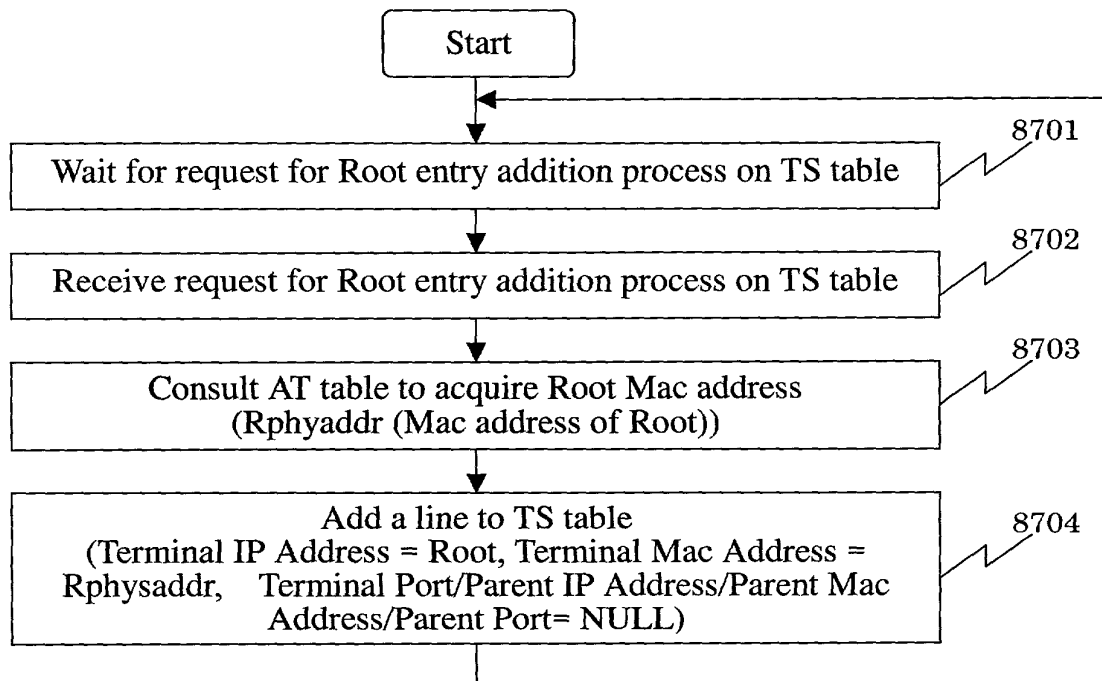 Start
8701
Wait for request for Root entry addition process on TS table
8702
Receive request for Root entry addition process on TS table
8703
Consult AT table to acquire Root Mac address
(Rphyaddr (Mac address of Root))
8704
Add a line to TS table
(Terminal IP Address = Root, Terminal Mac Address =
Rphysaddr, Terminal Port/Parent IP Address/Parent Mac
Address/Parent Port= NULL)